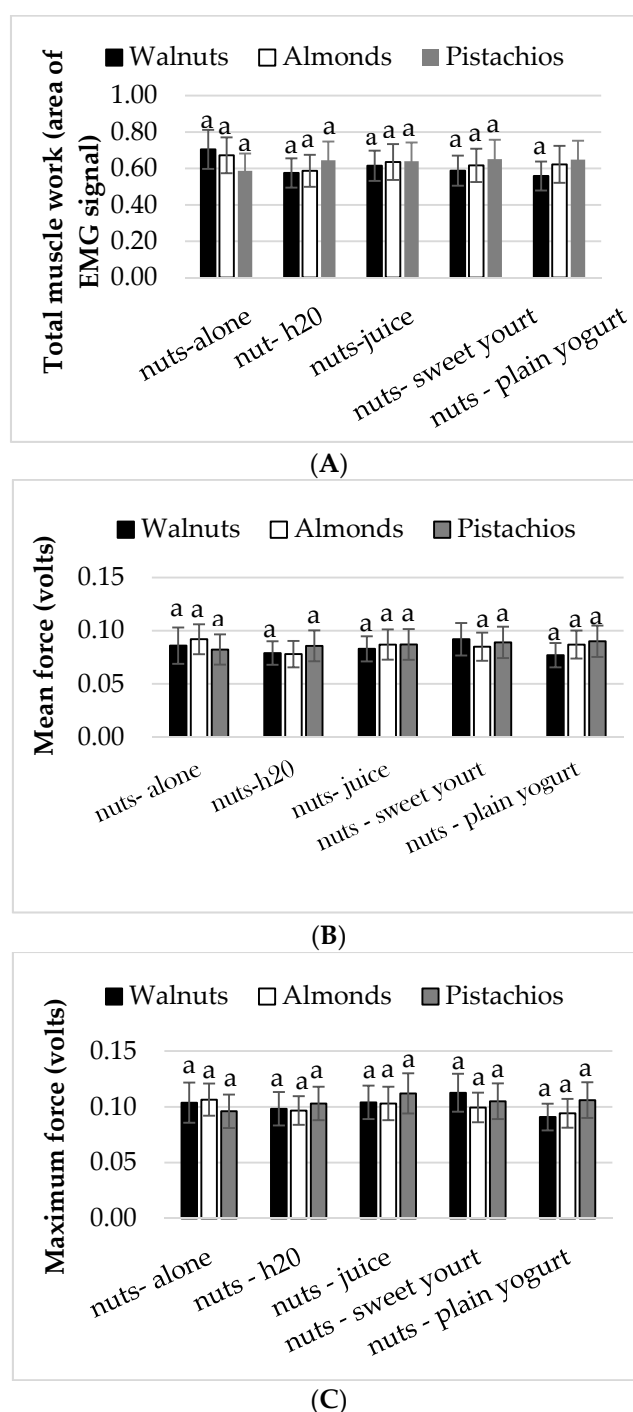 Walnuts Almonds Pistachios
Total muscle work (area of
EMG signal)
1.00
0.80
0.60
0.40
0.20
0.00
a a a a a a a a a a a a a
nuts-alone
nut- h20
nuts-juice
nuts- sweet yourt
nuts - plain yogurt
(A)
Walnuts Almonds Pistachios
Mean force (volts)
0.15
0.10
0.05
0.00
a a a a a a a a a a a a a a
nuts- alone
nuts-h20
nuts- juice
nuts - sweet yourt
nuts - plain yogurt
(B)
Walnuts Almonds Pistachios
Maximum force (volts)
0.15
0.10
0.05
0.00
a a a a a a a a a a a a a a a
nuts- alone
nuts - h20
nuts - juice
nuts - sweet yourt
nuts - plain yogurt
(C)